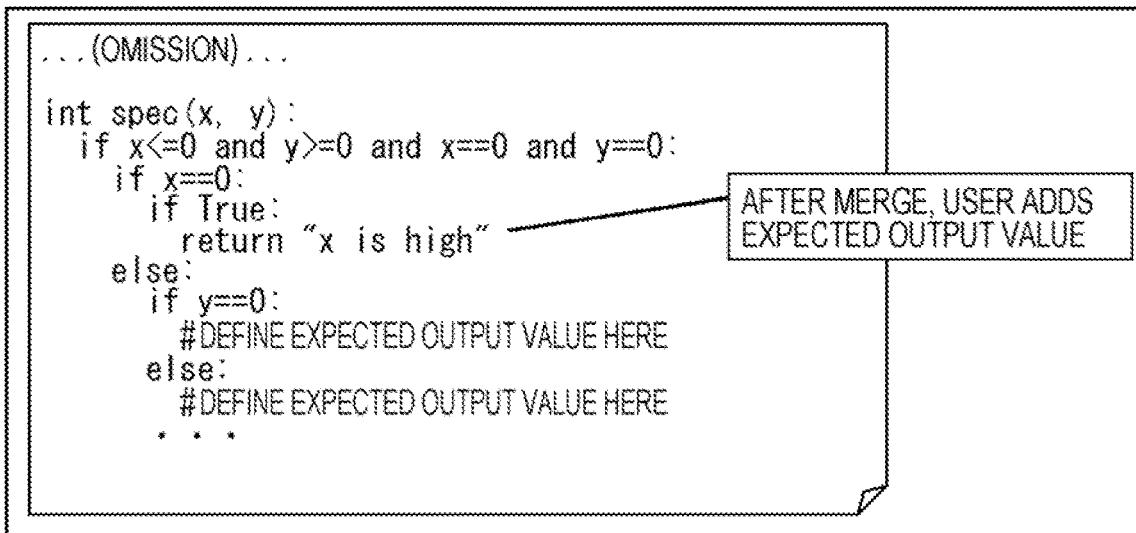 ...(OMISSION)...
int spec(x, y):
if x<=0 and y>=0 and x==0 and y==0:
if x==0:
if True:
return "x is high"
else:
if y==0:
#DEFINE EXPECTED OUTPUT VALUE HERE
else:
#DEFINE EXPECTED OUTPUT VALUE HERE
...
AFTER MERGE, USER ADDS
EXPECTED OUTPUT VALUE